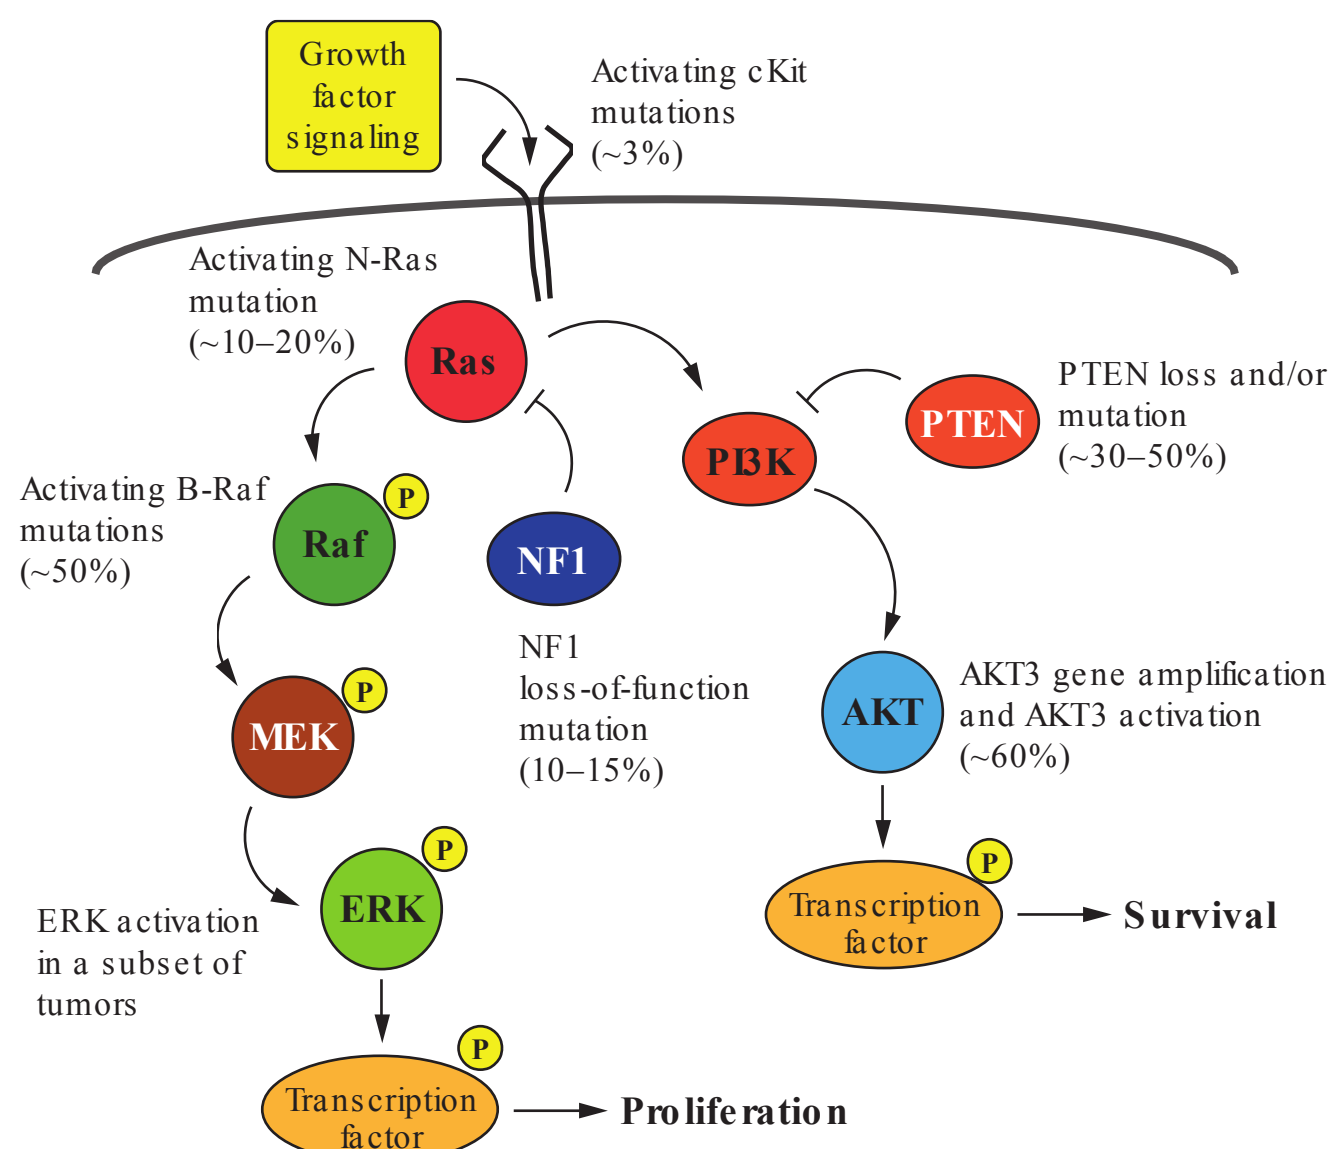 Growth
factor
signaling
Activating cKit
mutations
(~3%)
Activating N-Ras
mutation
(~10–20%)
Ras
PTEN loss and/or
mutation
(~30–50%)
PTEN
PI3K
Activating B-Raf
mutations
(~50%)
P
Raf
NF1
NF1
loss-of-function
mutation
(10–15%)
P
MEK
AKT
AKT3 gene amplification
and AKT3 activation
(~60%)
P
ERK
ERK activation
in a subset of
tumors
P
Transcription
factor
Survival
P
Transcription
factor
Proliferation